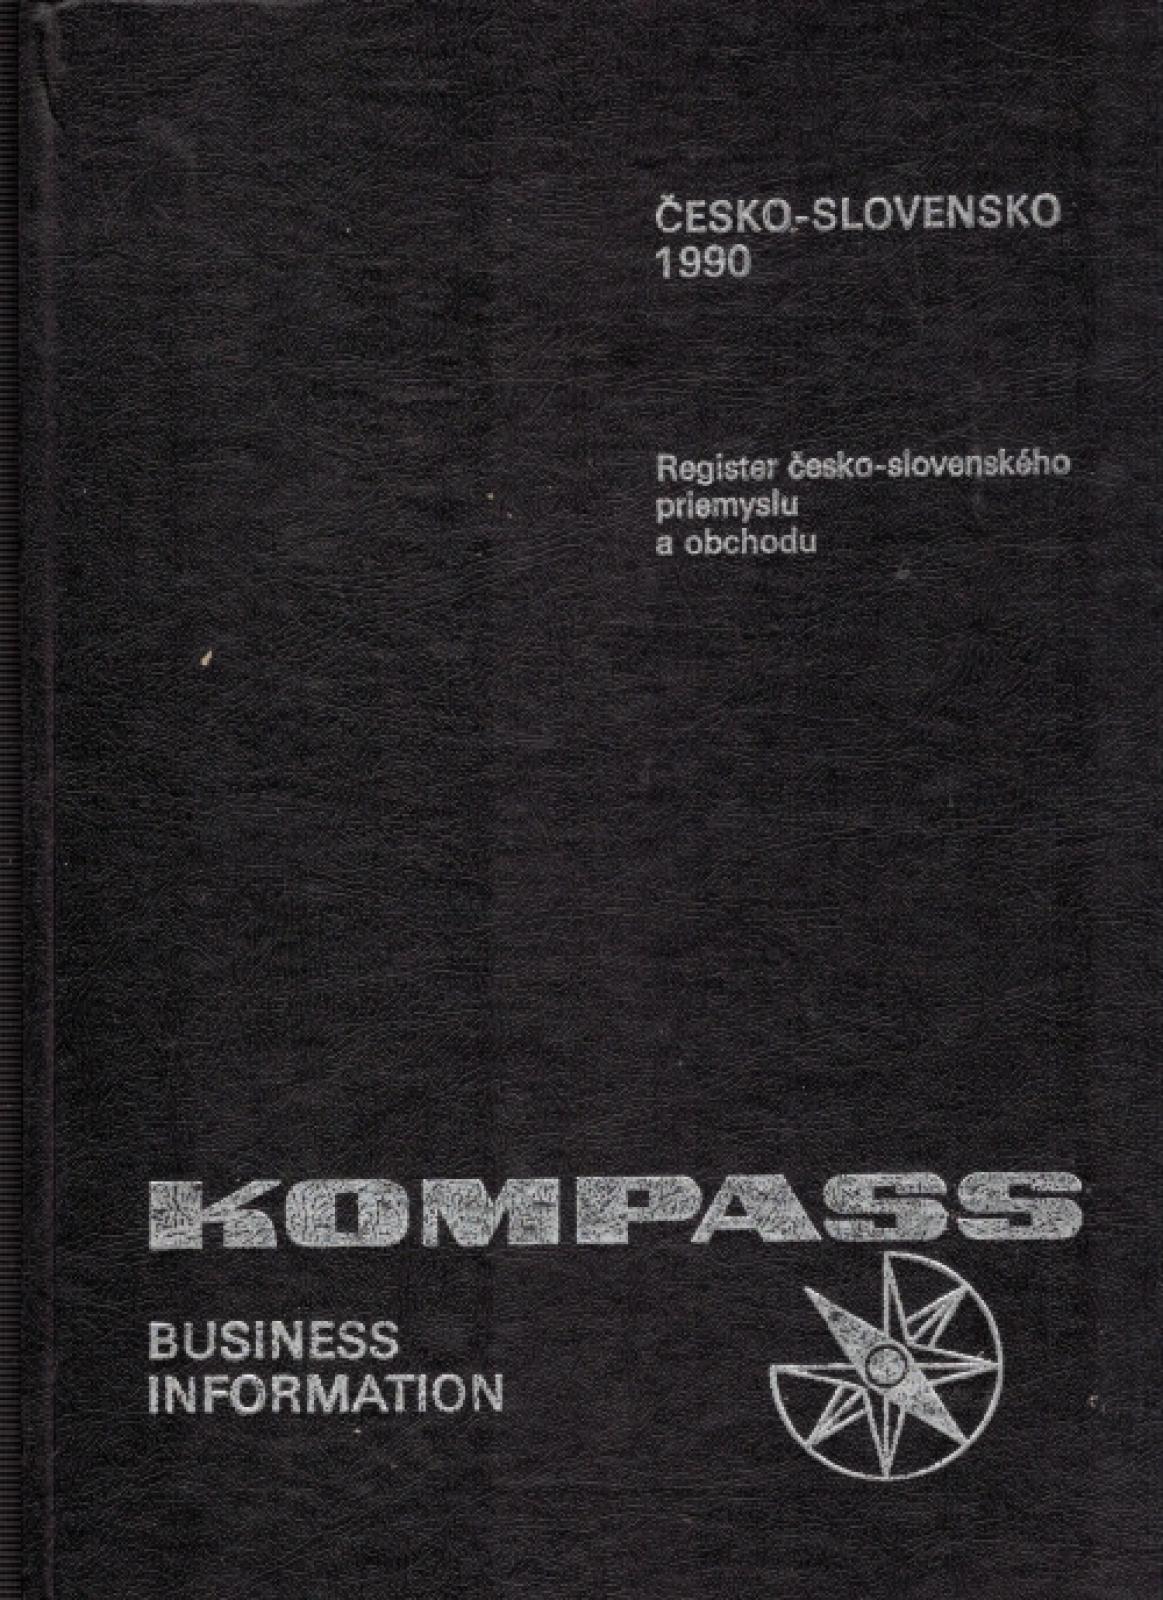 ČESKO-SLOVENSKO
1990
Register česko-slovenského
priemyslu
a obchodu
KOMPASS
BUSINESS
INFORMATION